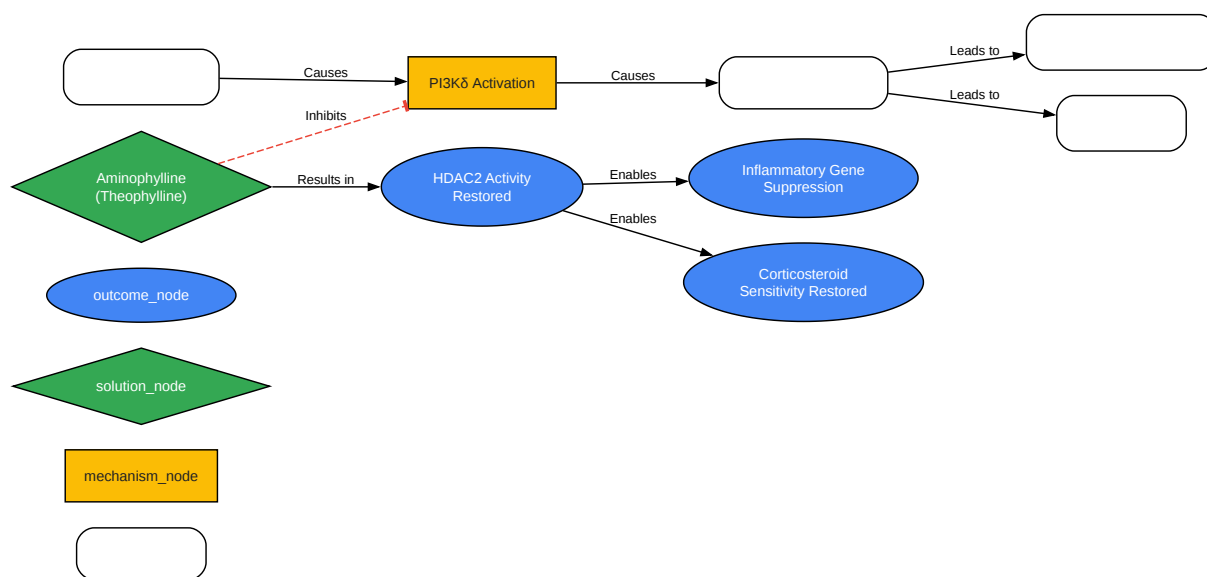 Causes
PI3Kδ Activation
Causes
Leads to
Leads to
Inhibits
Aminophylline
(Theophylline)
Results in
HDAC2 Activity
Restored
Enables
Inflammatory Gene
Suppression
Enables
Corticosteroid
Sensitivity Restored
outcome_node
solution_node
mechanism_node